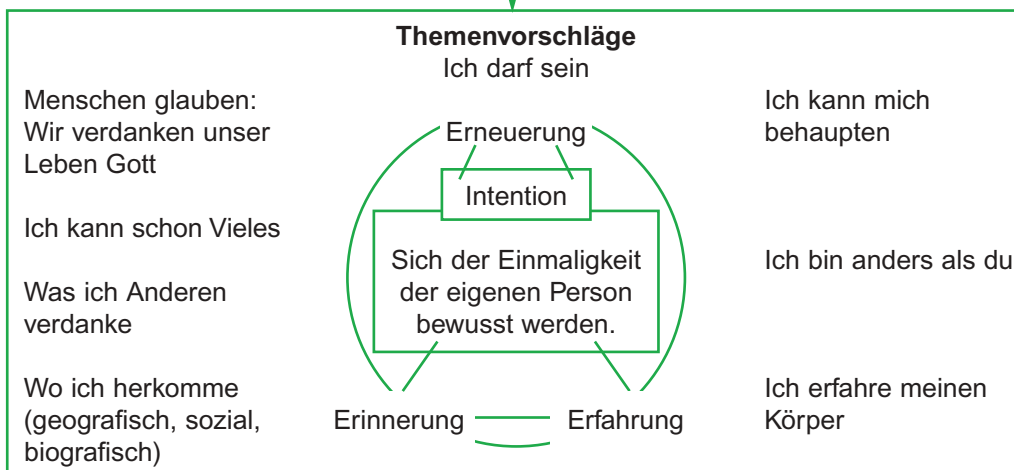 Themenvorschläge
Ich darf sein
Menschen glauben:
Wir verdanken unser
Leben Gott
Ich kann schon Vieles
Was ich Anderen
verdanke
Wo ich herkomme
(geografisch, sozial,
biografisch)
Erneuerung
Intention
Sich der Einmaligkeit
der eigenen Person
bewusst werden.
Erinnerung
Erfahrung
Ich kann mich
behaupten
Ich bin anders als du
Ich erfahre meinen
Körper